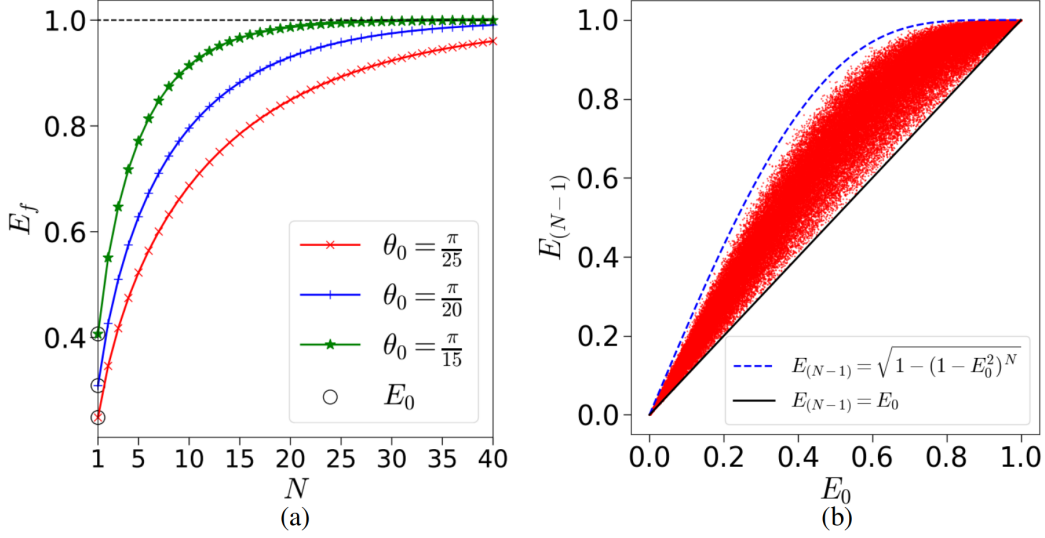 1.0
0.8
0.6
0.4
E_f
1 5 10 15 20 25 30 35 40
N
θ_0 = π/25
θ_0 = π/20
θ_0 = π/15
E_0
(a)
1.0
0.8
0.6
0.4
0.2
0.0
E_{(N−1)}
0.0 0.2 0.4 0.6 0.8 1.0
E_0
E_{(N−1)} = √(1 − (1 − E_0^2)^N)
E_{(N−1)} = E_0
(b)